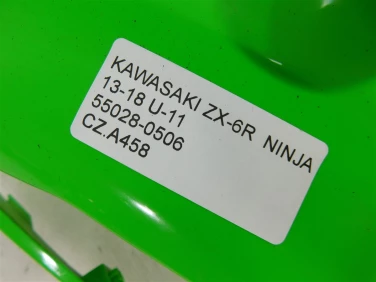 KAWASAKI ZX-6R NINJA
13-18 U-11
55028-0506
CZ.A458